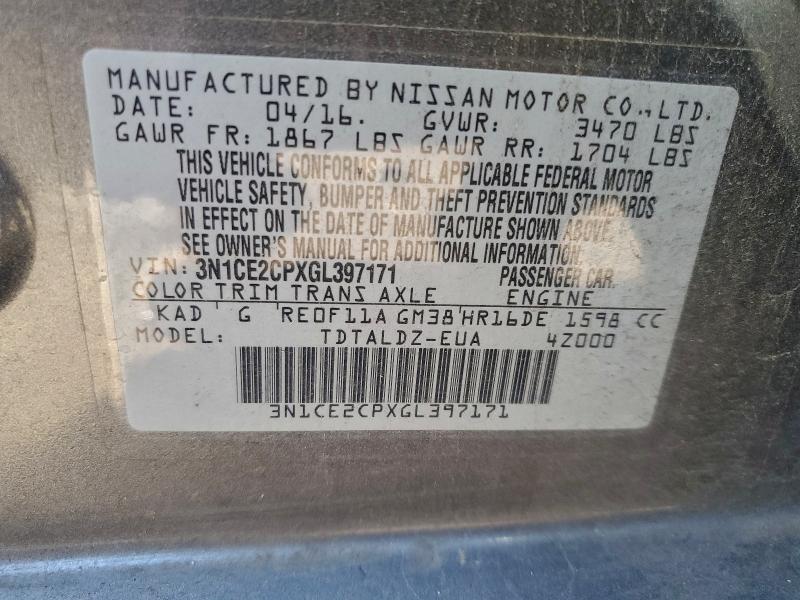 MANUFACTURED BY NISSAN MOTOR CO., LTD.
DATE: 04/16. GVWR: 3470 LBS
GAWR FR: 1867 LBS GAWR RR: 1704 LBS
THIS VEHICLE CONFORMS TO ALL APPLICABLE FEDERAL MOTOR
VEHICLE SAFETY, BUMPER AND THEFT PREVENTION STANDARDS
IN EFFECT ON THE DATE OF MANUFACTURE SHOWN ABOVE.
SEE OWNER'S MANUAL FOR ADDITIONAL INFORMATION.
VIN: 3N1CE2CPXGL397171 PASSENGER CAR.
COLOR TRIM TRANS AXLE ENGINE
KAD G RE0F11A GM38 HR16DE 1598 CC
MODEL: TDTALDZ-EUA 4Z000
3N1CE2CPXGL397171